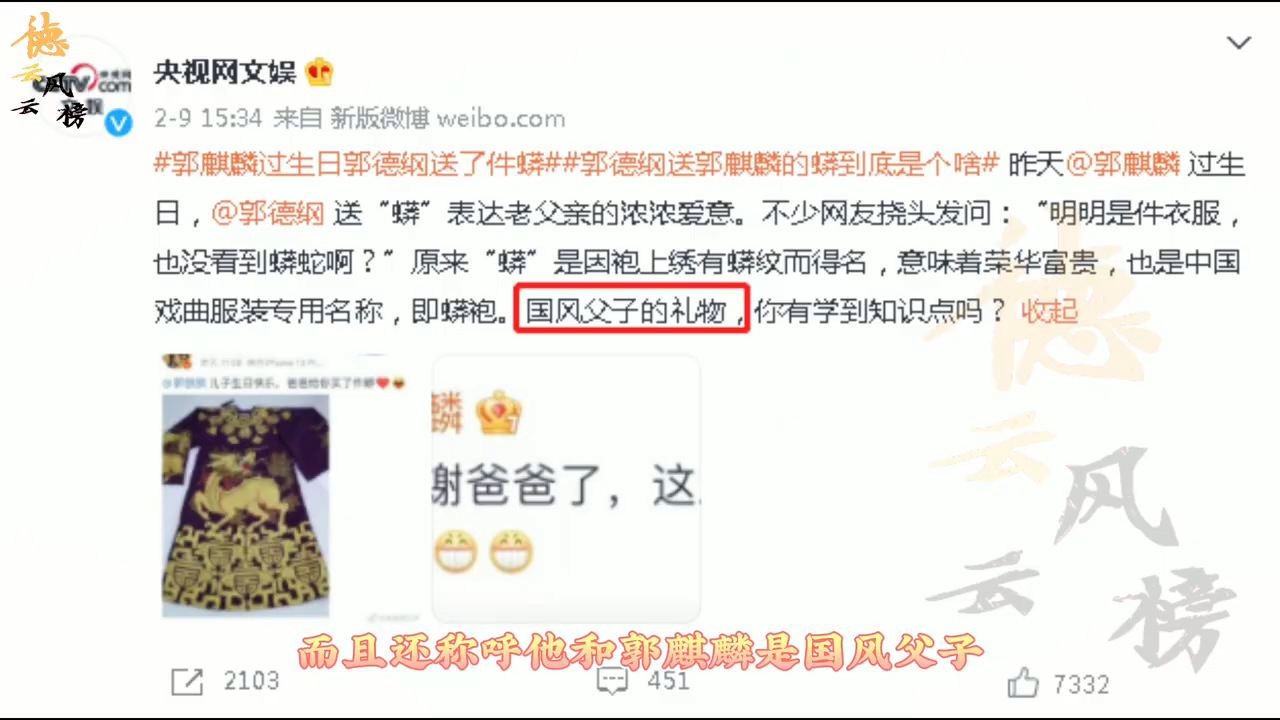 德云风云榜
央视网文娱
2-9 15:34 来自 新版微博 weibo.com
#郭麒麟过生日郭德纲送了件蟒##郭德纲送郭麒麟的蟒到底是个啥# 昨天@郭麒麟 过生
日，@郭德纲 送“蟒”表达老父亲的浓浓爱意。不少网友挠头发问：“明明是件衣服，
也没看到蟒蛇啊？”原来“蟒”是因袍上绣有蟒纹而得名，意味着荣华富贵，也是中国
戏曲服装专用名称，即蟒袍。国风父子的礼物，你有学到知识点吗？ 收起
@郭麒麟 儿子生日快乐，爸爸给你买了件蟒
麟
谢爸爸了，这
德云风云榜
而且还称呼他和郭麒麟是国风父子
2103
451
7332